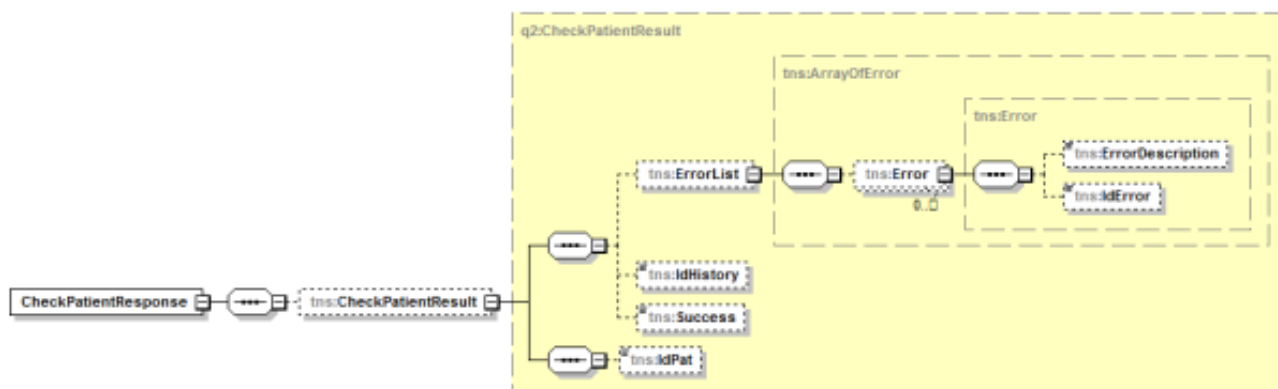 q2:CheckPatientResult
tns:ArrayOfError
tns:Error
tns:ErrorDescription
tns:ErrorList
tns:Error
tns:IdError
0..
tns:IdHistory
CheckPatientResponse
tns:CheckPatientResult
tns:Success
tns:IdPat